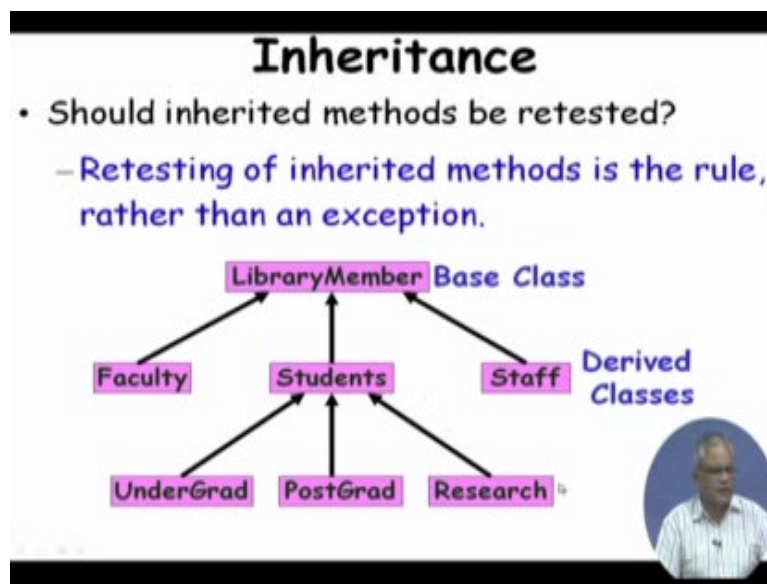 Inheritance
• Should inherited methods be retested?
–Retesting of inherited methods is the rule,
rather than an exception.
LibraryMember Base Class
Faculty Students Staff Derived
Classes
UnderGrad PostGrad Research